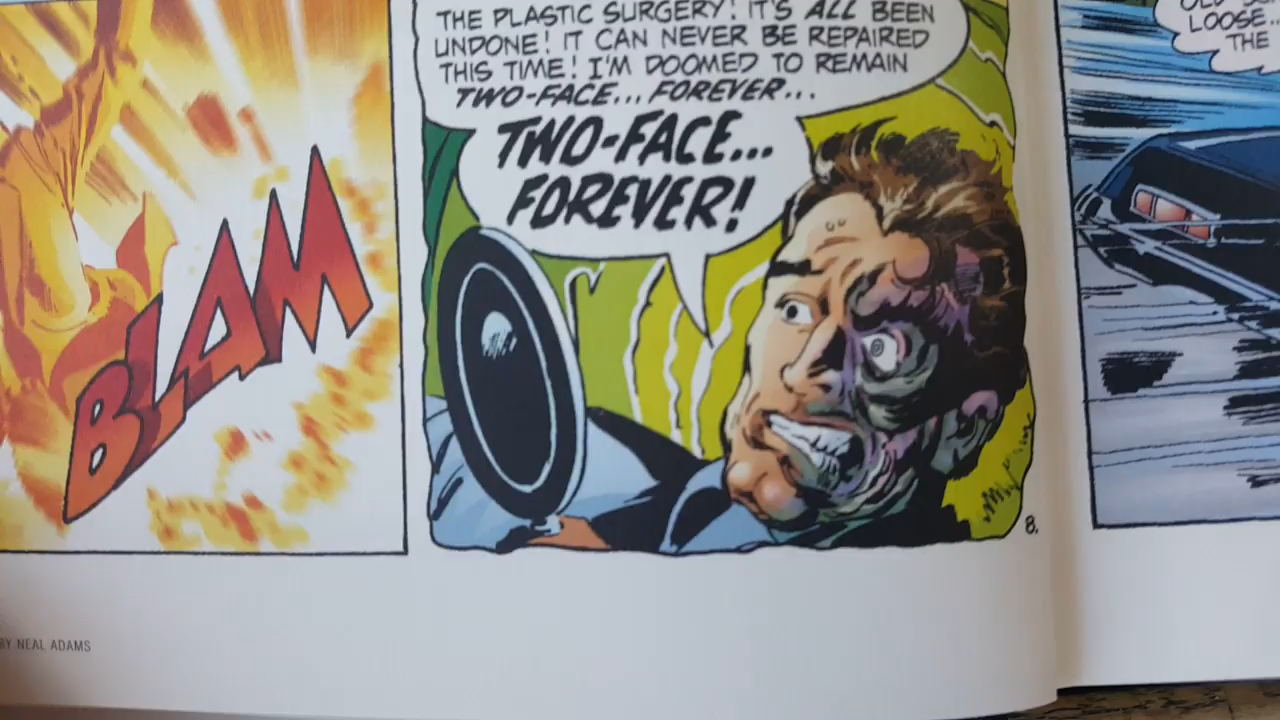 BLAM
THE PLASTIC SURGERY! IT'S ALL BEEN
UNDONE! IT CAN NEVER BE REPAIRED
THIS TIME! I'M DOOMED TO REMAIN
TWO-FACE... FOREVER...
TWO-FACE...
FOREVER!
8.
LOOSE..
THE
BY NEAL ADAMS